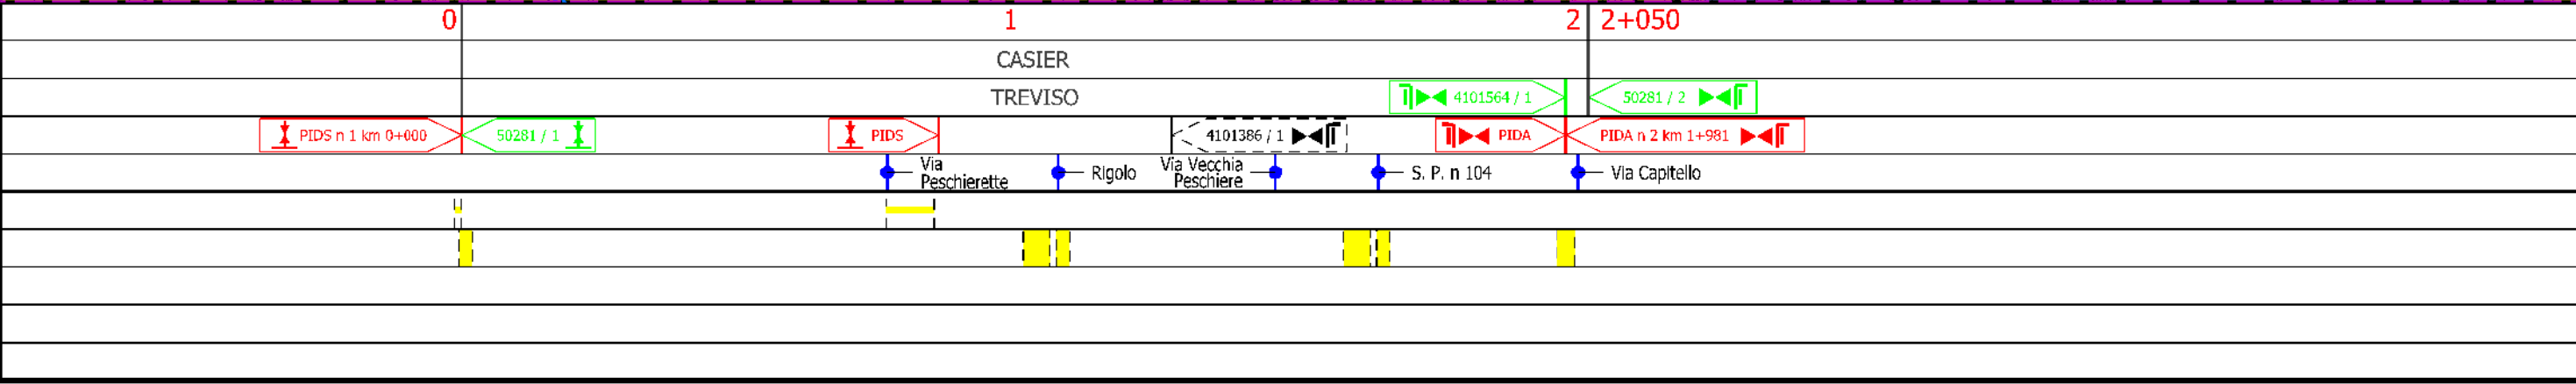 0
1
2
2+050
CASIER
TREVISO
4101564 / 1
50281 / 2
PIDS n 1 km 0+000
50281 / 1
PIDS
4101386 / 1
PIDA
PIDA n 2 km 1+981
Via
Peschierette
Rigolo
Via Vecchia
Peschiere
S. P. n 104
Via Capitello